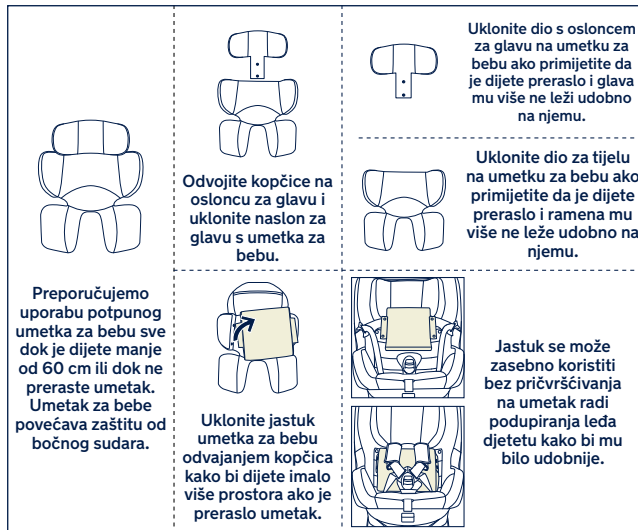 Preporučujemo
uporabu potpunog
umetka za bebu sve
dok je dijete manje
od 60 cm ili dok ne
preraste umetak.
Umetak za bebe
povećava zaštitu od
bočnog sudara.
Odvojite kopčice na
osloncu za glavu i
uklonite naslon za
glavu s umetka za
bebu.
Uklonite jastuk
umetka za bebu
odvajanjem kopčica
kako bi dijete imalo
više prostora ako je
preraslo umetak.
Uklonite dio s osloncem
za glavu na umetku za
bebu ako primijetite da
je dijete preraslo i glava
mu više ne leži udobno
na njemu.
Uklonite dio za tijelu
na umetku za bebu ako
primijetite da je dijete
preraslo i ramena mu
više ne leže udobno na
njemu.
Jastuk se može
zasebno koristiti
bez pričvršćivanja
na umetak radi
podupiranja leđa
djetetu kako bi mu
bilo udobnije.